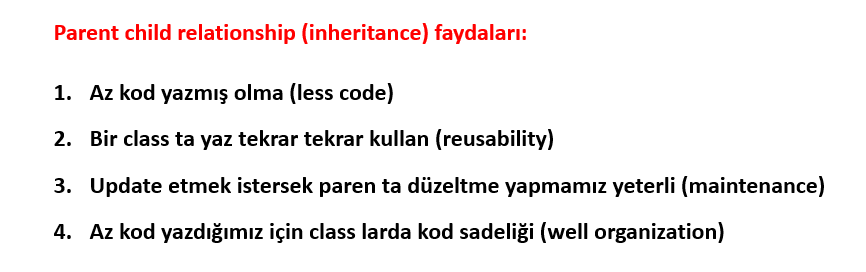 Parent child relationship (inheritance) faydaları:
1. Az kod yazmış olma (less code)
2. Bir class ta yaz tekrar tekrar kullan (reusability)
3. Update etmek istersek paren ta düzeltme yapmamız yeterli (maintenance)
4. Az kod yazdığımız için class larda kod sadeliği (well organization)